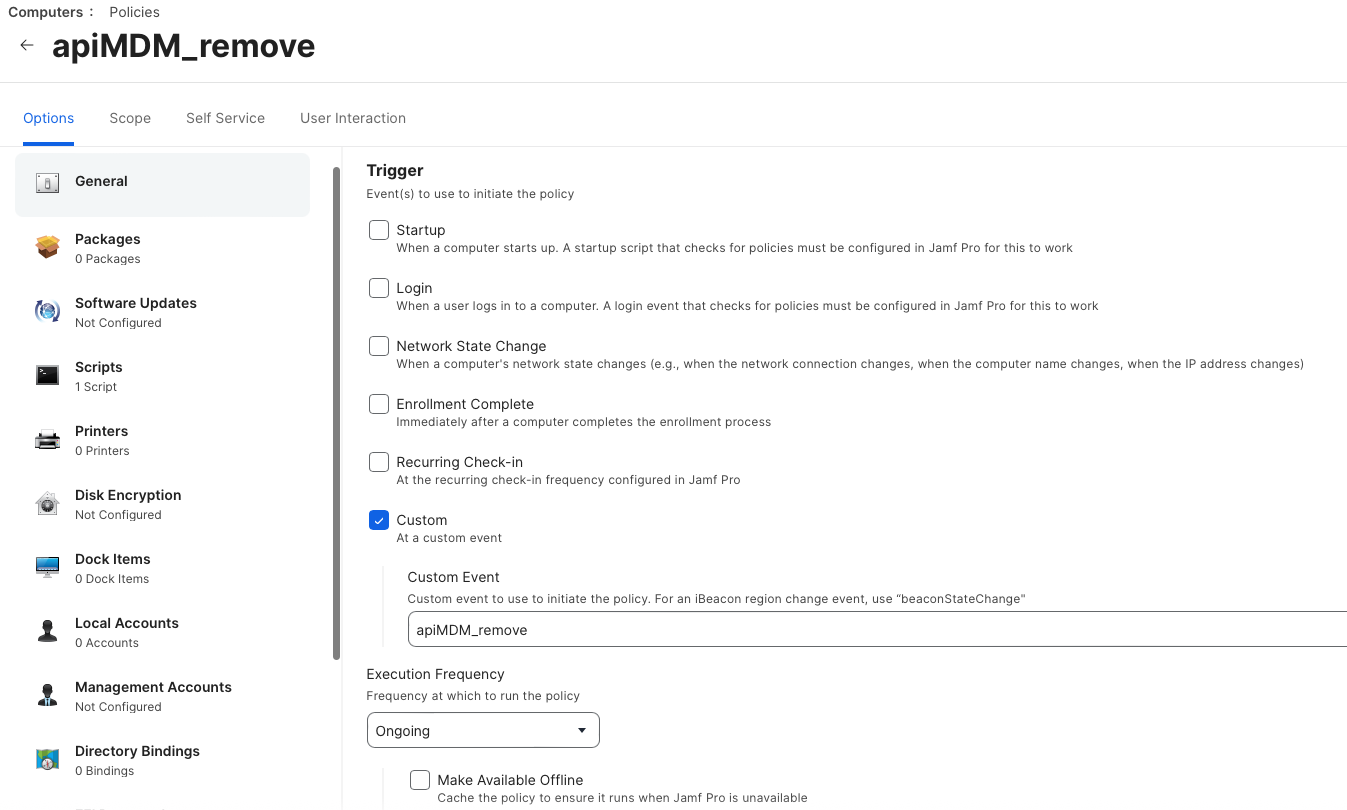 Computers : Policies
← apiMDM_remove
Options Scope Self Service User Interaction
General
Packages
0 Packages
Software Updates
Not Configured
Scripts
1 Script
Printers
0 Printers
Disk Encryption
Not Configured
Dock Items
0 Dock Items
Local Accounts
0 Accounts
Management Accounts
Not Configured
Directory Bindings
0 Bindings
Trigger
Event(s) to use to initiate the policy
Startup
When a computer starts up. A startup script that checks for policies must be configured in Jamf Pro for this to work
Login
When a user logs in to a computer. A login event that checks for policies must be configured in Jamf Pro for this to work
Network State Change
When a computer's network state changes (e.g., when the network connection changes, when the computer name changes, when the IP address changes)
Enrollment Complete
Immediately after a computer completes the enrollment process
Recurring Check-in
At the recurring check-in frequency configured in Jamf Pro
Custom
At a custom event
Custom Event
Custom event to use to initiate the policy. For an iBeacon region change event, use “beaconStateChange"
apiMDM_remove
Execution Frequency
Frequency at which to run the policy
Ongoing
Make Available Offline
Cache the policy to ensure it runs when Jamf Pro is unavailable